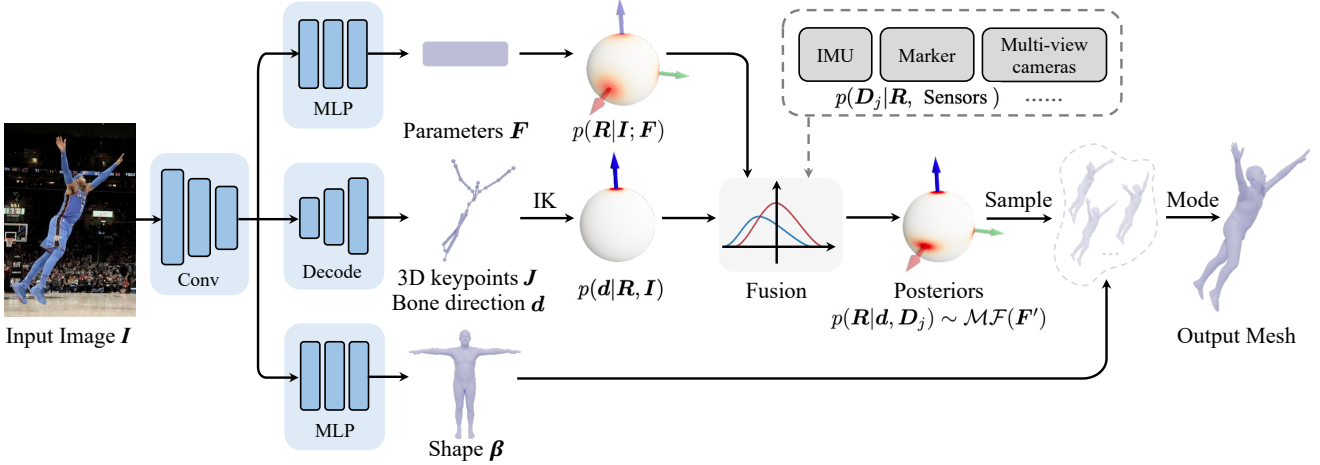 MLP
Parameters F
p(R|I; F)
IMU
Marker
Multi-view
cameras
p(D_j|R, Sensors )
......
Input Image I
Conv
Decode
3D keypoints J
Bone direction d
IK
p(d|R, I)
Fusion
Posteriors
p(R|d, D_j) ∼ MF(F')
Sample
...
Mode
Output Mesh
MLP
Shape β